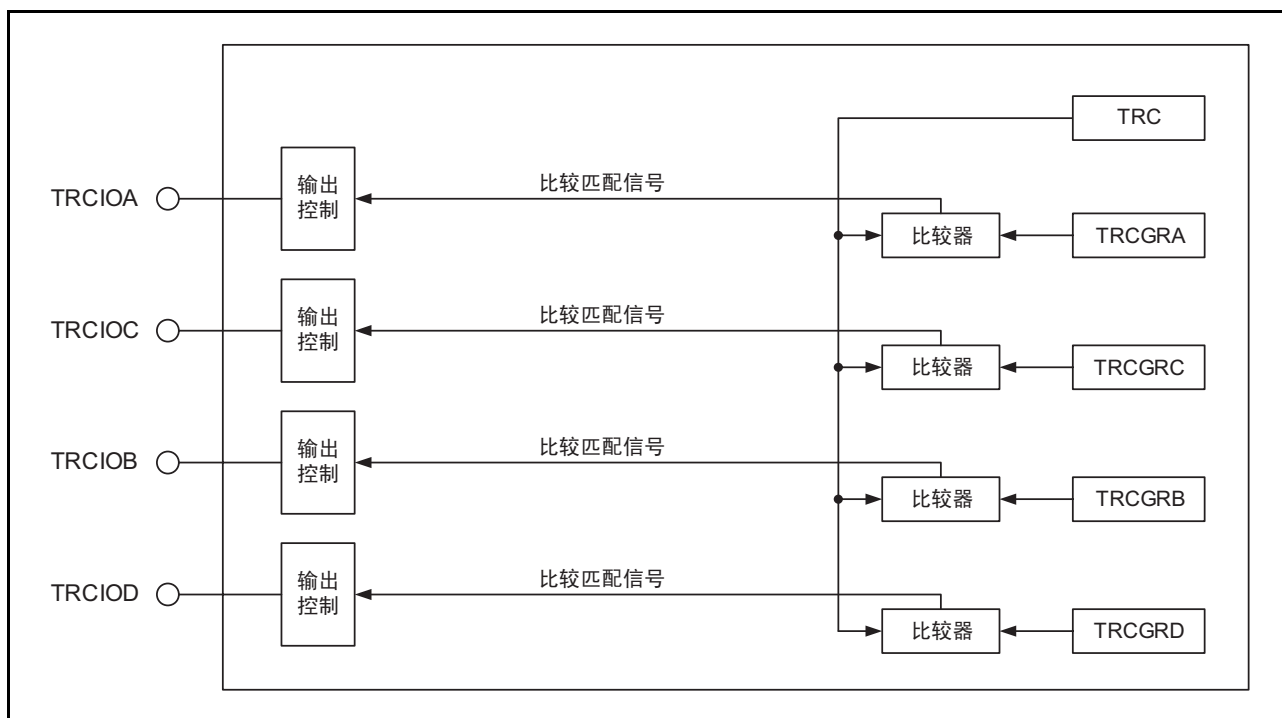 TRC
TRCIOA
输出
控制
比较匹配信号
比较器
TRCGRA
TRCIOC
输出
控制
比较匹配信号
比较器
TRCGRC
TRCIOB
输出
控制
比较匹配信号
比较器
TRCGRB
TRCIOD
输出
控制
比较匹配信号
比较器
TRCGRD